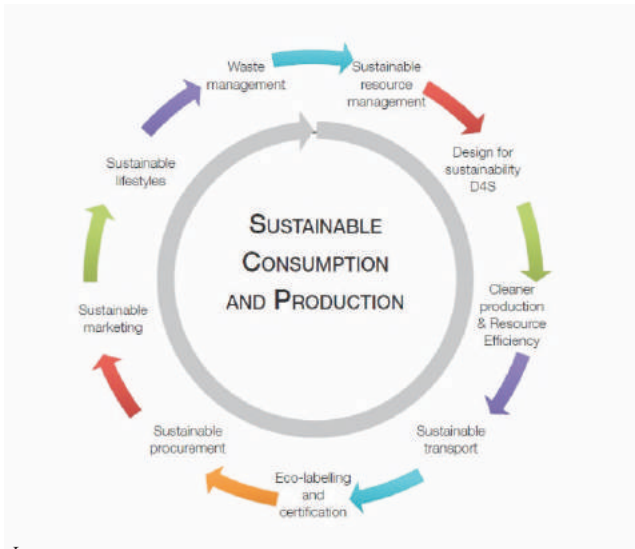 Waste
management
Sustainable
resource
management
Design for
sustainability
D4S
Cleaner
production
& Resource
Efficiency
Sustainable
transport
Eco-labelling
and
certification
Sustainable
procurement
Sustainable
marketing
Sustainable
lifestyles
SUSTAINABLE
CONSUMPTION
AND PRODUCTION